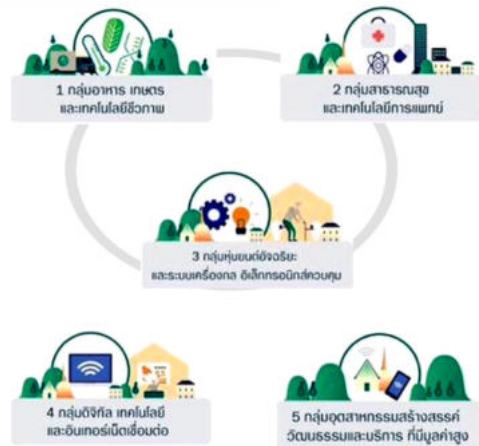 1 กลุ่มอาหาร เกษตร
และเทคโนโลยีชีวภาพ
2 กลุ่มสาธารณสุข
และเทคโนโลยีการแพทย์
3 กลุ่มหุ่นยนต์อัจฉริยะ
และระบบเครื่องกล อิเล็กทรอนิกส์ควบคุม
4 กลุ่มดิจิทัล เทคโนโลยี
และอินเทอร์เน็ตเชื่อมต่อ
5 กลุ่มอุตสาหกรรมสร้างสรรค์
วัฒนธรรมและบริการ ที่มีมูลค่าสูง